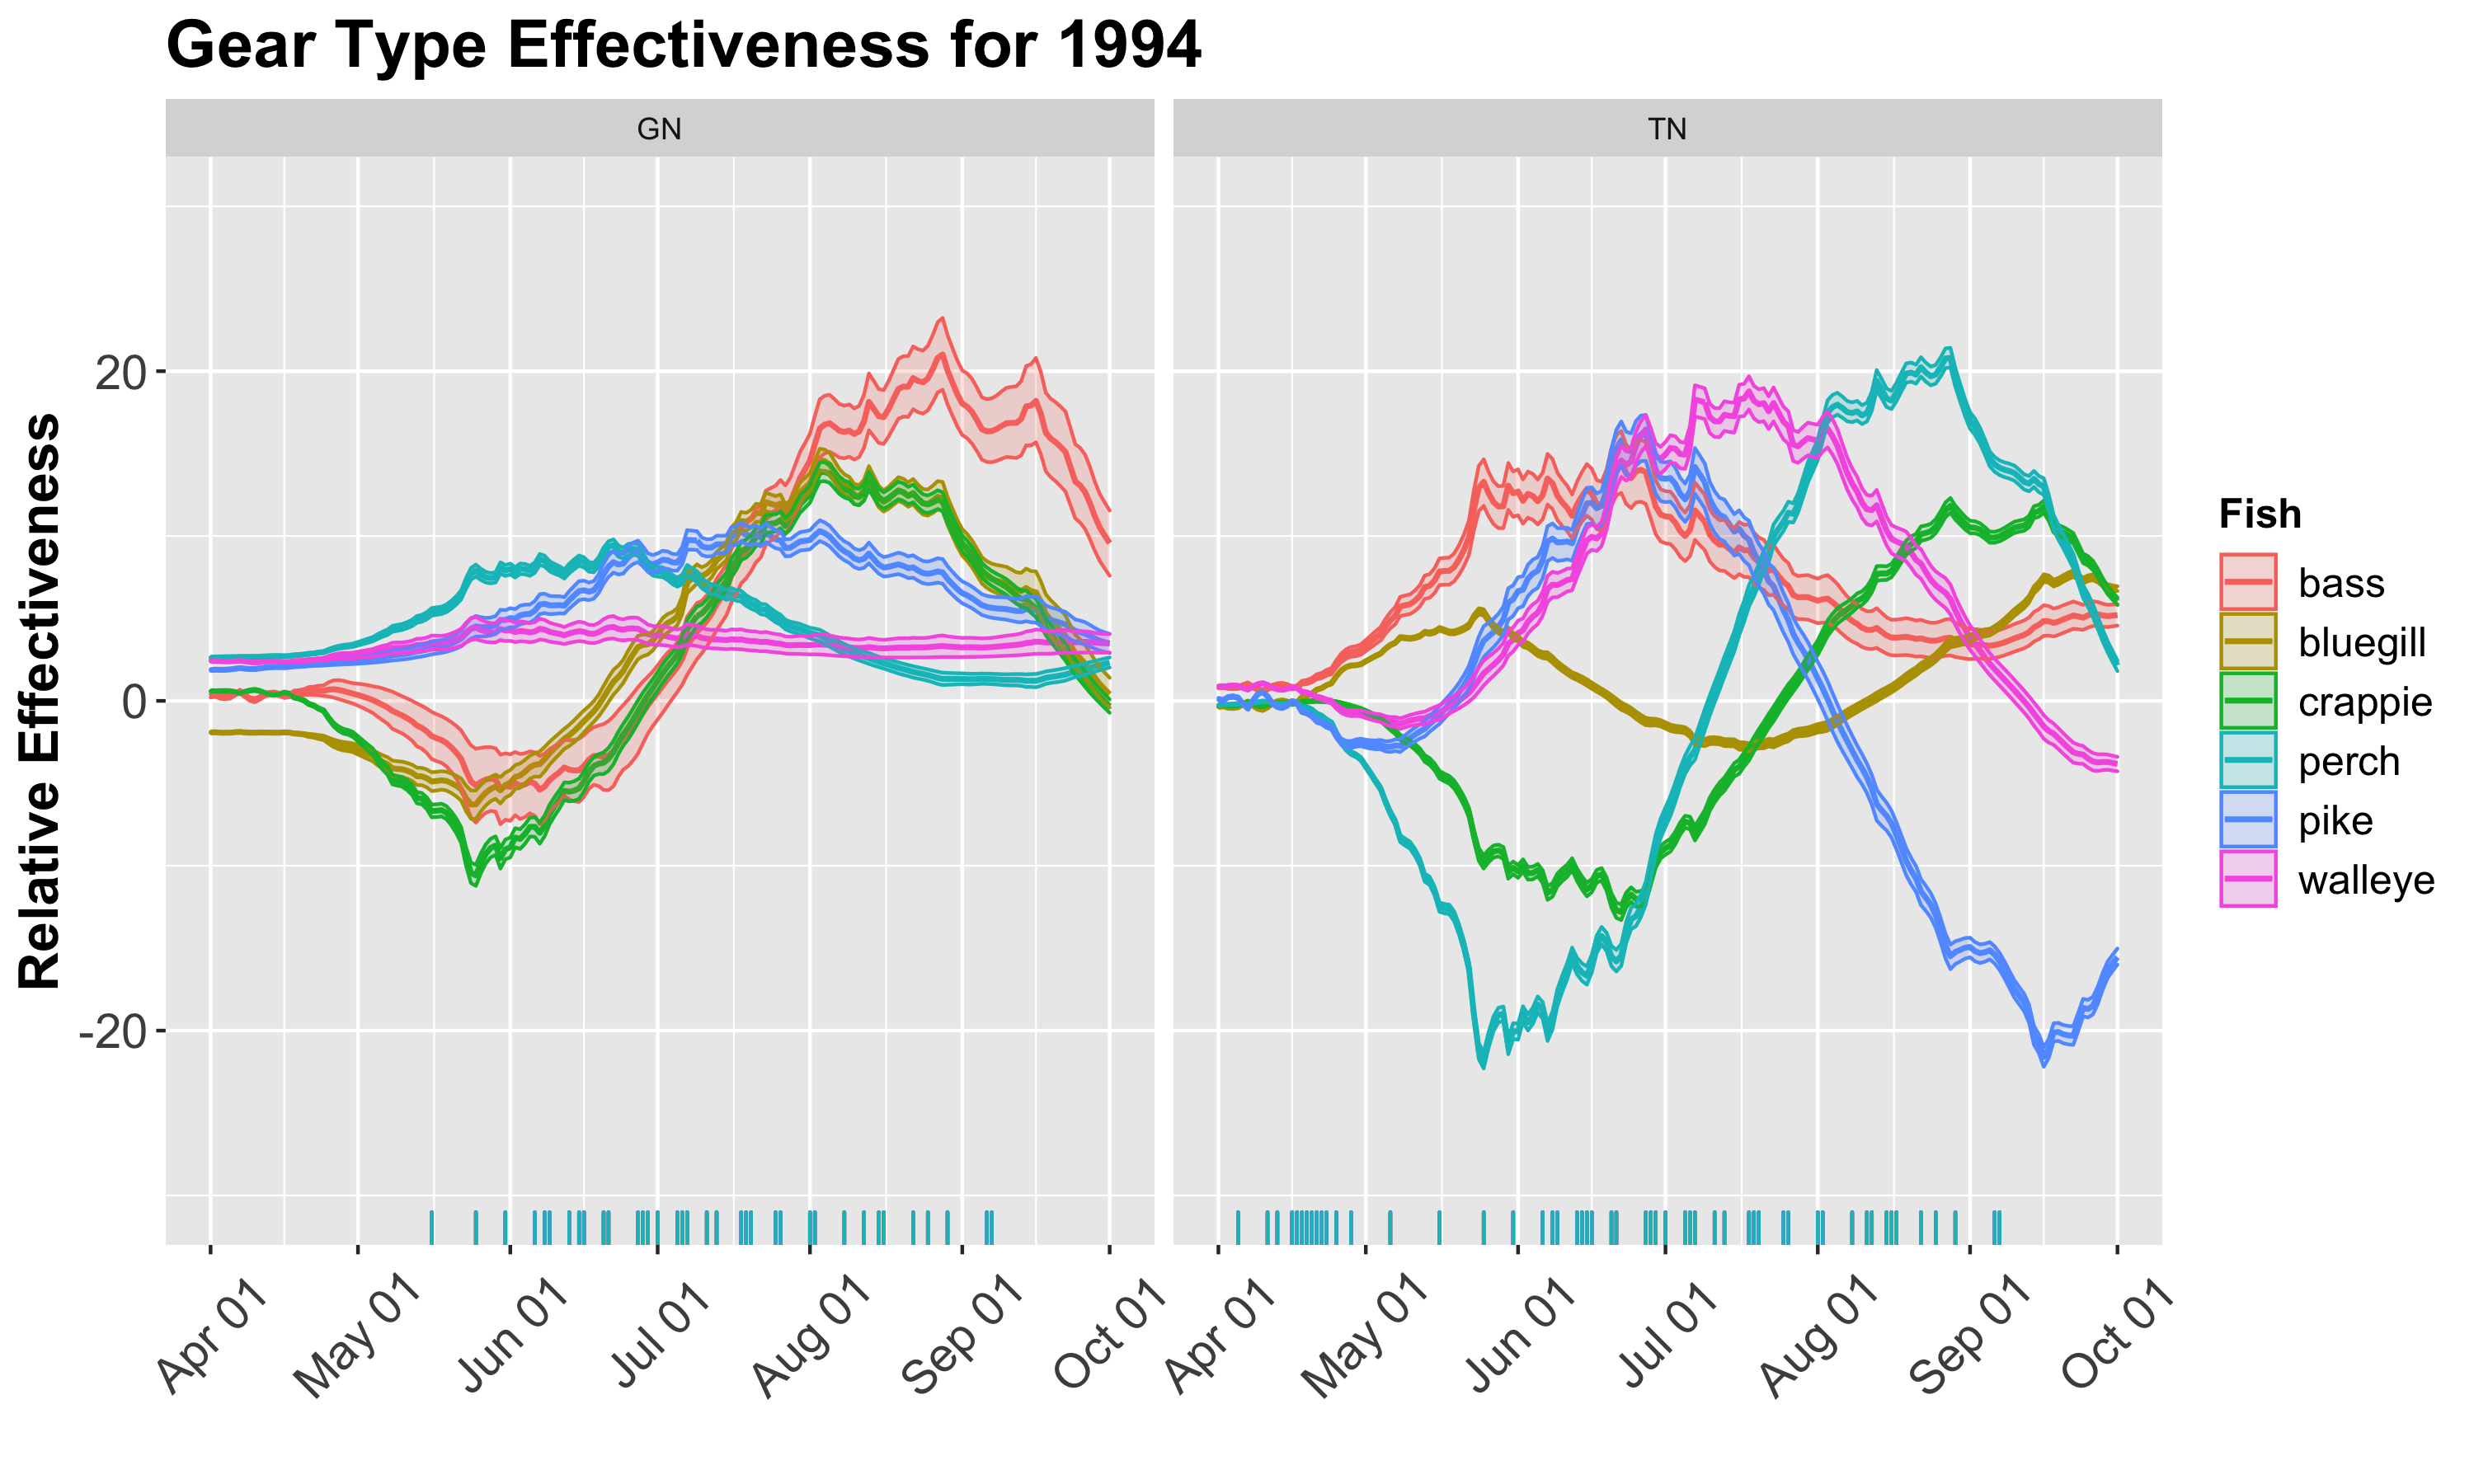 Gear Type Effectiveness for 1994
GN
TN
Relative Effectiveness
20
0
-20
Apr 01
May 01
Jun 01
Jul 01
Aug 01
Sep 01
Oct 01
Apr 01
May 01
Jun 01
Jul 01
Aug 01
Sep 01
Oct 01
Fish
bass
bluegill
crappie
perch
pike
walleye